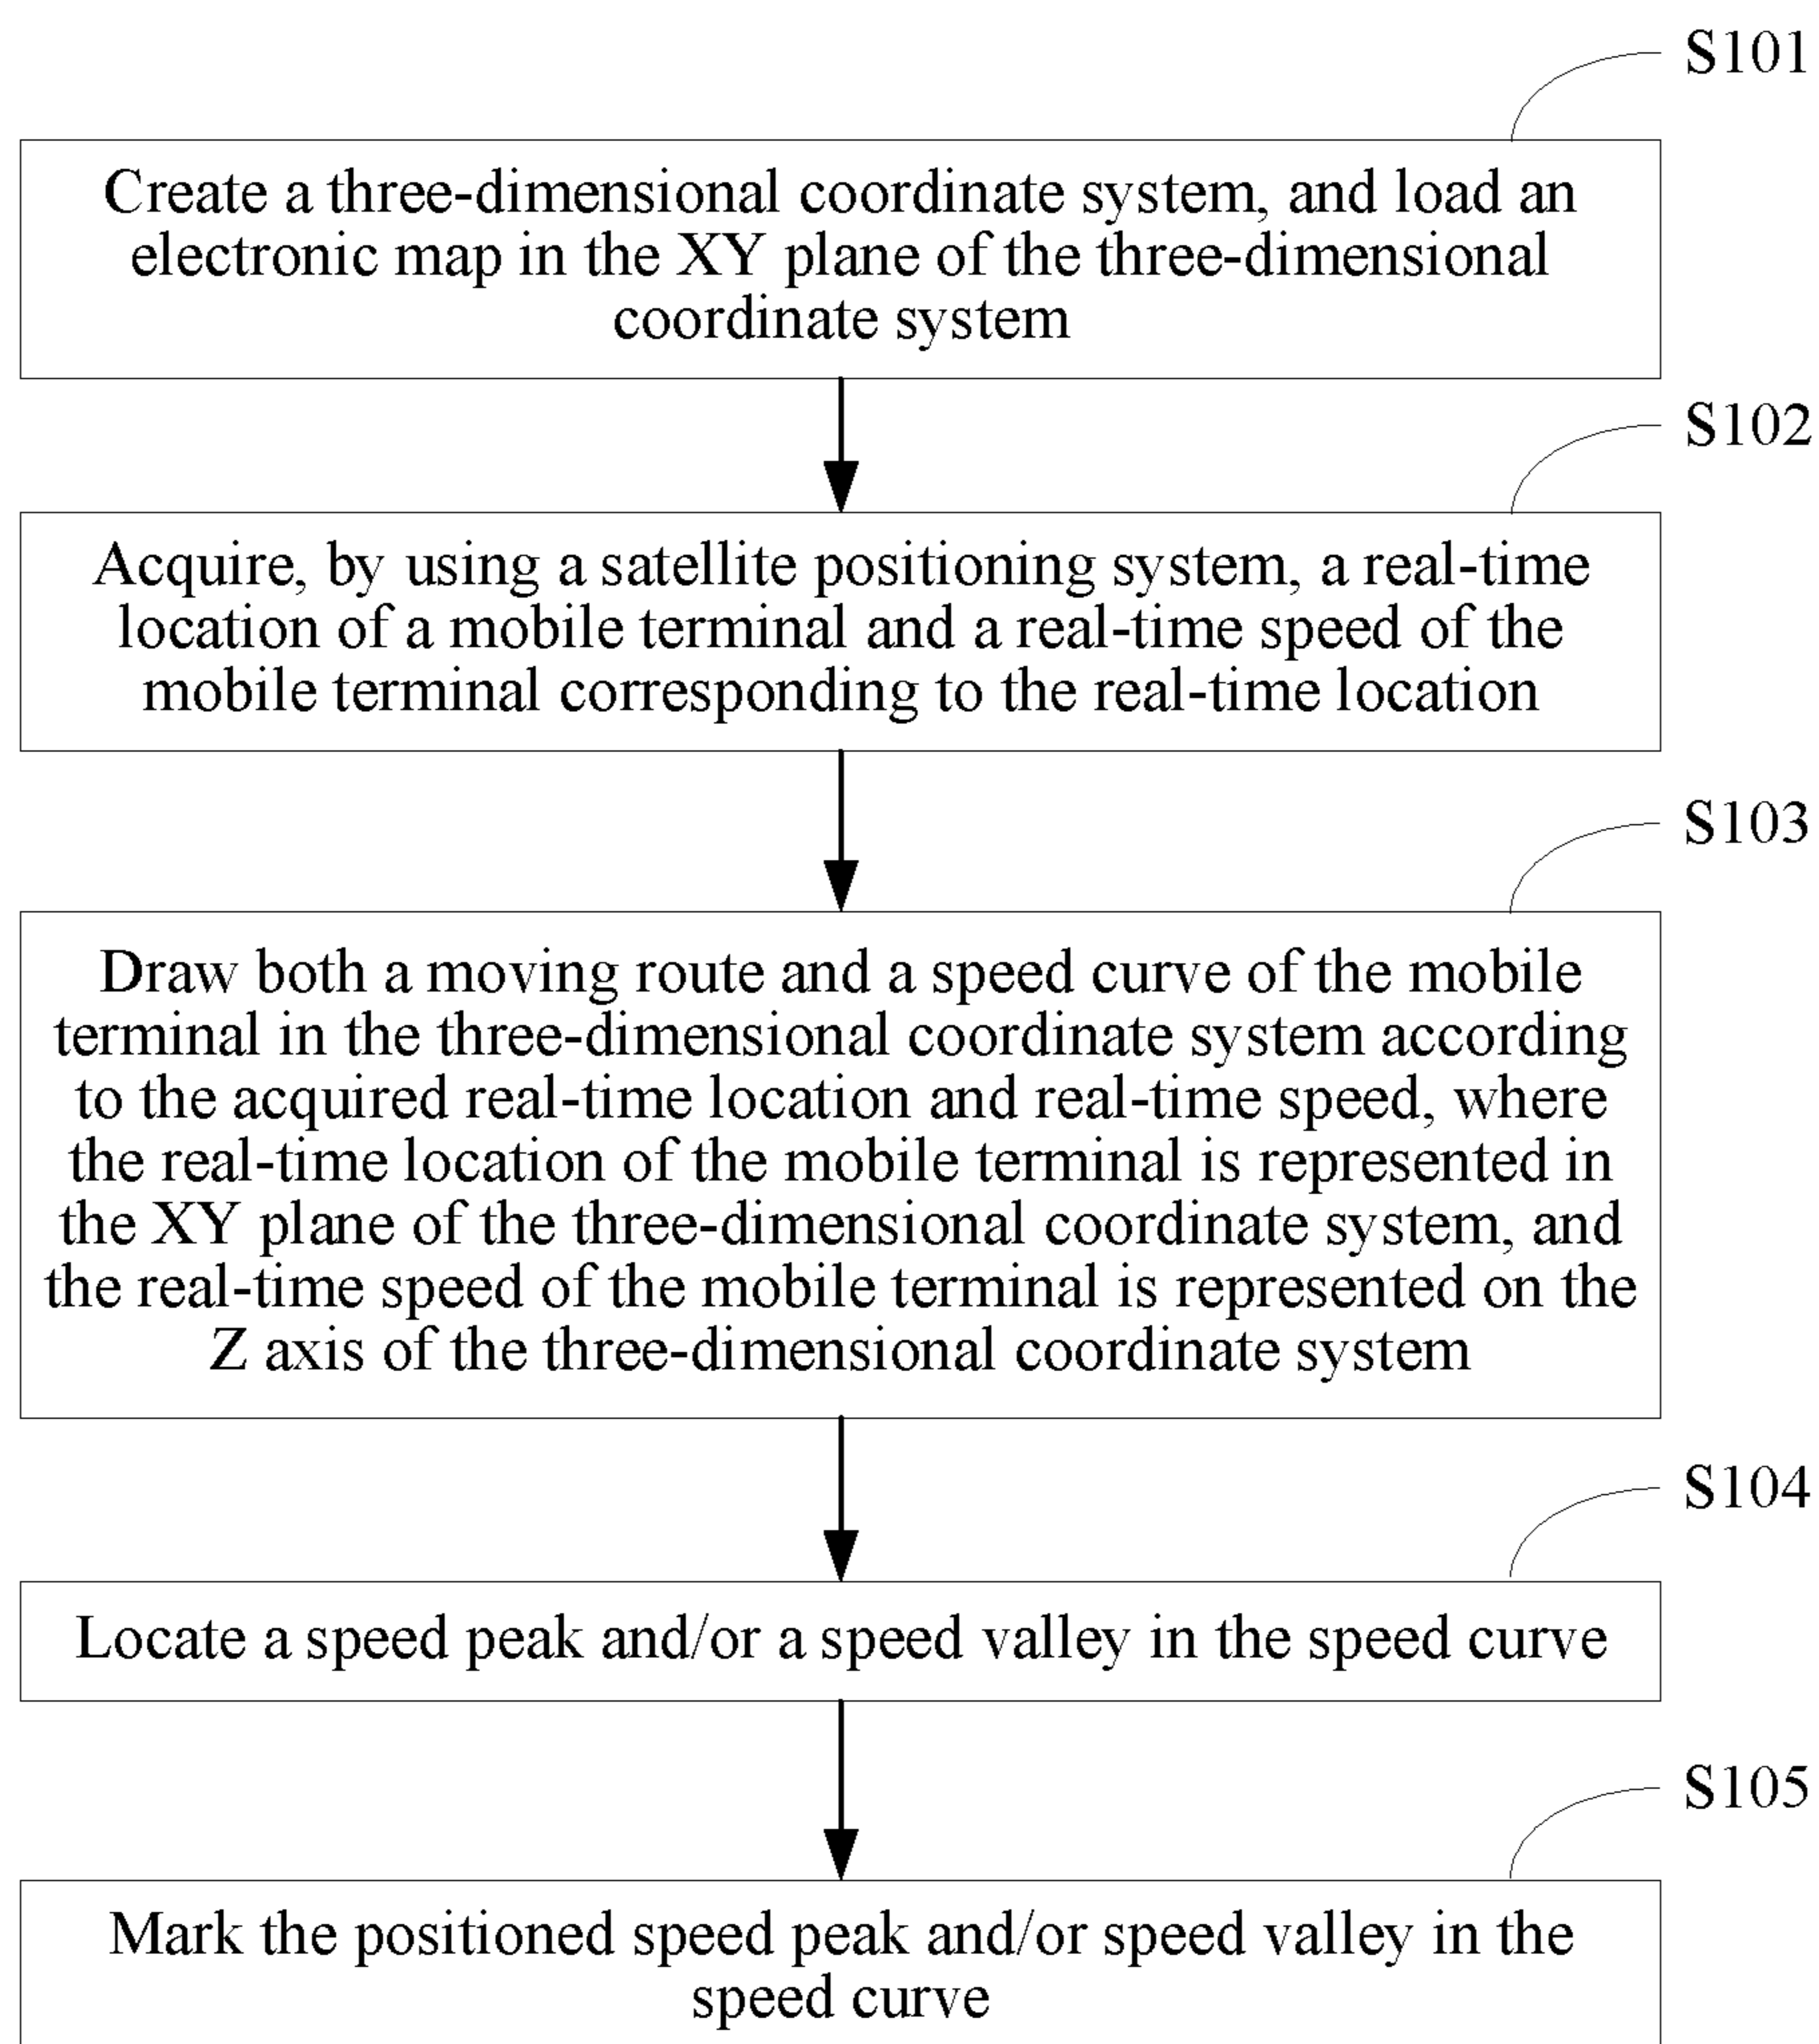 S101
Create a three-dimensional coordinate system, and load an
electronic map in the XY plane of the three-dimensional
coordinate system
S102
Acquire, by using a satellite positioning system, a real-time
location of a mobile terminal and a real-time speed of the
mobile terminal corresponding to the real-time location
S103
Draw both a moving route and a speed curve of the mobile
terminal in the three-dimensional coordinate system according
to the acquired real-time location and real-time speed, where
the real-time location of the mobile terminal is represented in
the XY plane of the three-dimensional coordinate system, and
the real-time speed of the mobile terminal is represented on the
Z axis of the three-dimensional coordinate system
S104
Locate a speed peak and/or a speed valley in the speed curve
S105
Mark the positioned speed peak and/or speed valley in the
speed curve